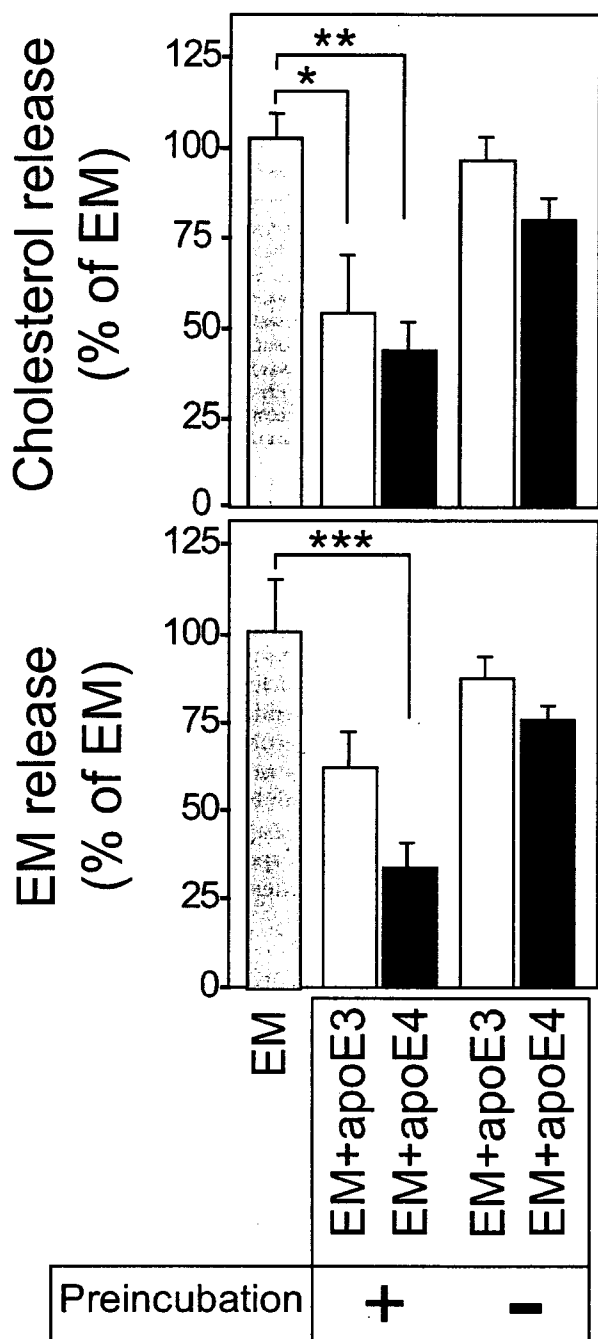 Cholesterol release
(% of EM)
125
100
75
50
25
0
**
*
EM release
(% of EM)
125
100
75
50
25
0
***
EM
EM+apoE3
EM+apoE4
EM+apoE3
EM+apoE4
Preincubation + −